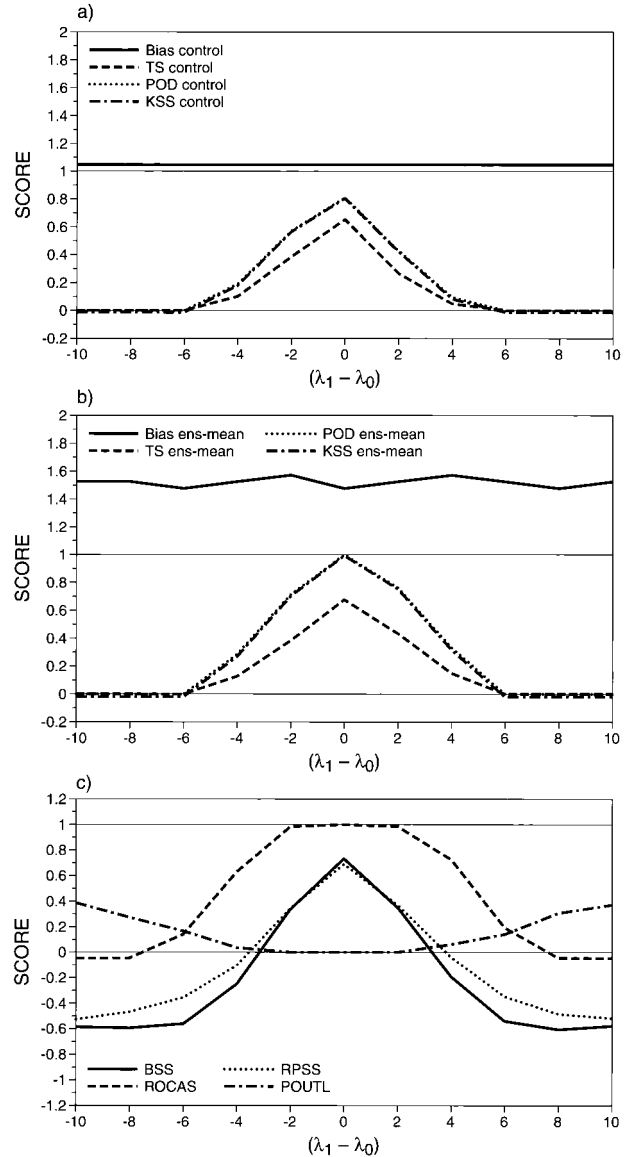 a)
2
1.8
1.6
1.4
1.2
1
0.8
0.6
0.4
0.2
0
-0.2
SCORE
Bias control
TS control
POD control
KSS control
-10 -8 -6 -4 -2 0 2 4 6 8 10
(λ1 − λ0)
b)
2
1.8
1.6
1.4
1.2
1
0.8
0.6
0.4
0.2
0
-0.2
SCORE
Bias ens-mean POD ens-mean
TS ens-mean KSS ens-mean
-10 -8 -6 -4 -2 0 2 4 6 8 10
(λ1 − λ0)
c)
1.2
1
0.8
0.6
0.4
0.2
0
-0.2
-0.4
-0.6
-0.8
-1
-1.2
SCORE
BSS RPSS
ROCAS POUTL
-10 -8 -6 -4 -2 0 2 4 6 8 10
(λ1 − λ0)